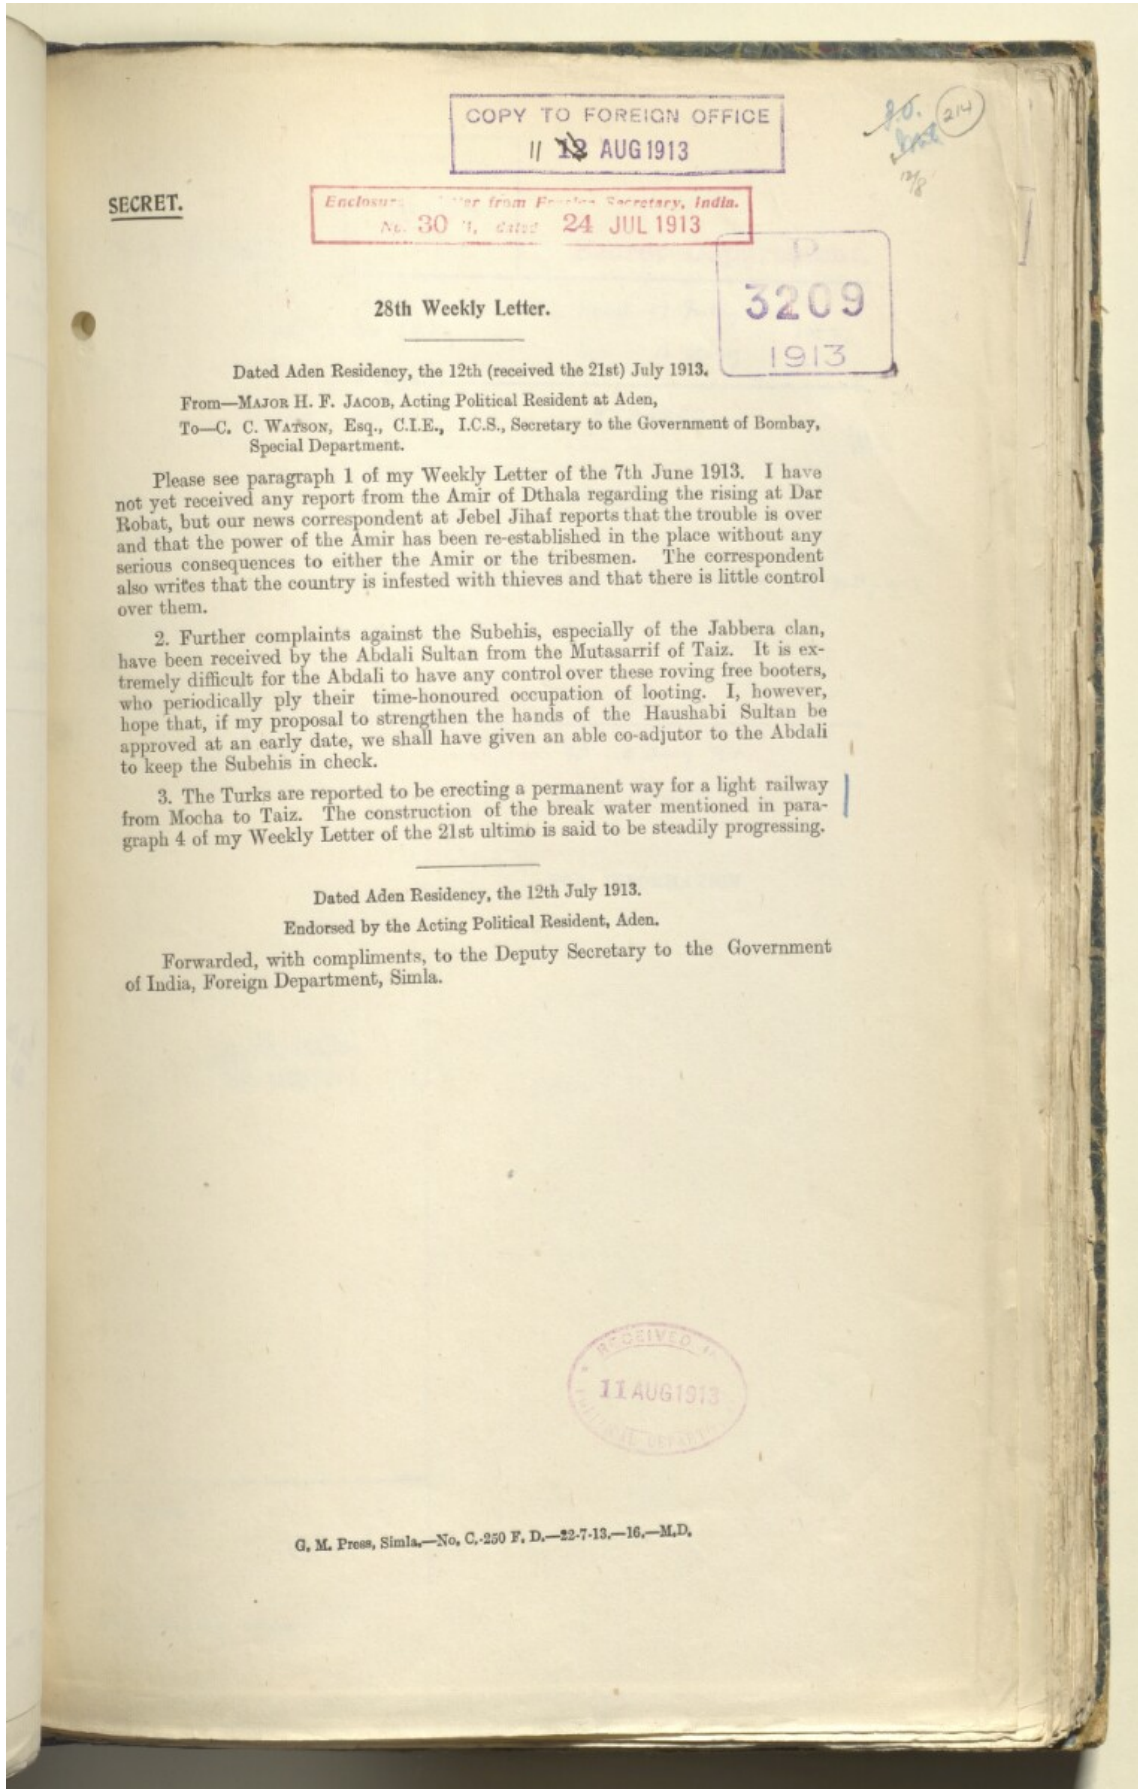 COPY TO FOREIGN OFFICE
11 12 AUG 1913
214
12/8
SECRET.
Enclosure from Secretary, India.
No. 30 dated 24 JUL 1913
P
3209
1913
28th Weekly Letter.
Dated Aden Residency, the 12th (received the 21st) July 1913.
From—MAJOR H. F. JACOB, Acting Political Resident at Aden,
To—C. C. WATSON, Esq., C.I.E., I.C.S., Secretary to the Government of Bombay,
Special Department.
Please see paragraph 1 of my Weekly Letter of the 7th June 1913. I have
not yet received any report from the Amir of Dthala regarding the rising at Dar
Robat, but our news correspondent at Jebel Jihaf reports that the trouble is over
and that the power of the Amir has been re-established in the place without any
serious consequences to either the Amir or the tribesmen. The correspondent
also writes that the country is infested with thieves and that there is little control
over them.
2. Further complaints against the Subehis, especially of the Jabbera clan,
have been received by the Abdali Sultan from the Mutasarrif of Taiz. It is ex-
tremely difficult for the Abdali to have any control over these roving free booters,
who periodically ply their time-honoured occupation of looting. I, however,
hope that, if my proposal to strengthen the hands of the Haushabi Sultan be
approved at an early date, we shall have given an able co-adjutor to the Abdali
to keep the Subehis in check.
3. The Turks are reported to be erecting a permanent way for a light railway
from Mocha to Taiz. The construction of the break water mentioned in para-
graph 4 of my Weekly Letter of the 21st ultimo is said to be steadily progressing.
Dated Aden Residency, the 12th July 1913.
Endorsed by the Acting Political Resident, Aden.
Forwarded, with compliments, to the Deputy Secretary to the Government
of India, Foreign Department, Simla.
RECEIVED
11 AUG 1913
G. M. Press, Simla.—No. C.-250 F. D.—22-7-13.—16.—M.D.